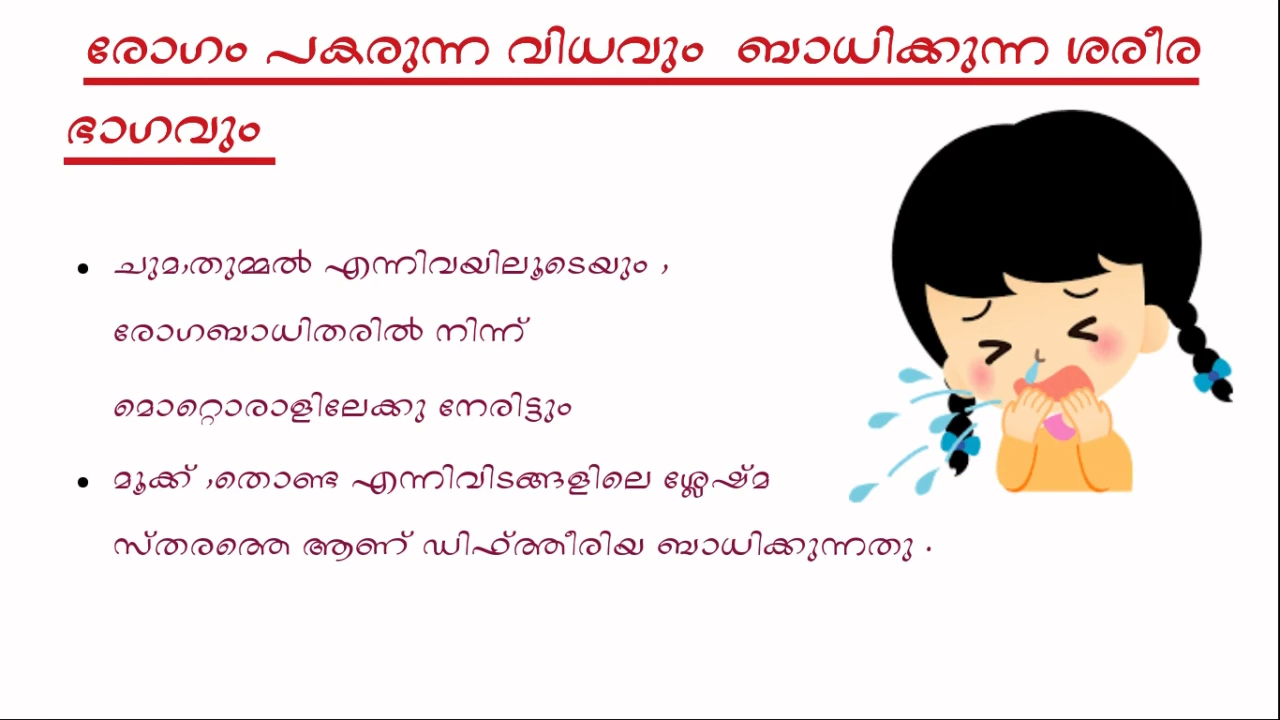 രോഗം പകരുന്ന വിധവും ബാധിക്കുന്ന ശരീര
ഭാഗവും
• ചുമ,തുമ്മൽ എന്നിവയിലൂടെയും ,
രോഗബാധിതരിൽ നിന്ന്
മൊറ്റൊരാളിലേക്കു നേരിട്ടും
• മൂക്ക് ,തൊണ്ട എന്നിവിടങ്ങളിലെ ശ്ലേഷ്മ
സ്തരത്തെ ആണ് ഡിഫ്ത്തീരിയ ബാധിക്കുന്നതു .